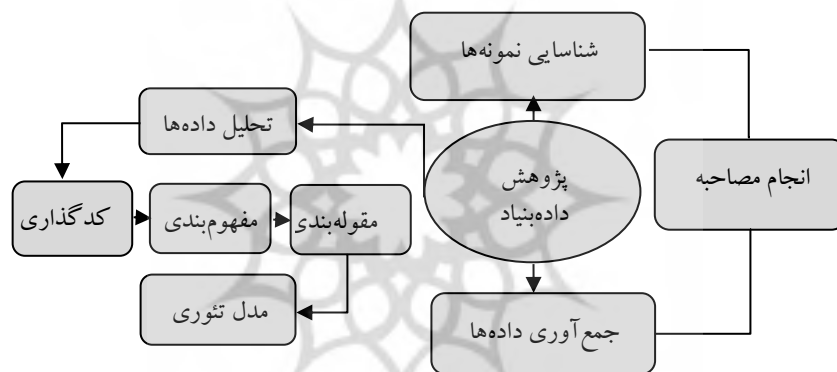 شناسایی نمونه‌ها
تحلیل داده‌ها
پژوهش
داده‌بنیاد
انجام مصاحبه
کدگذاری
مفهوم‌بندی
مقوله‌بندی
مدل تئوری
جمع‌آوری داده‌ها